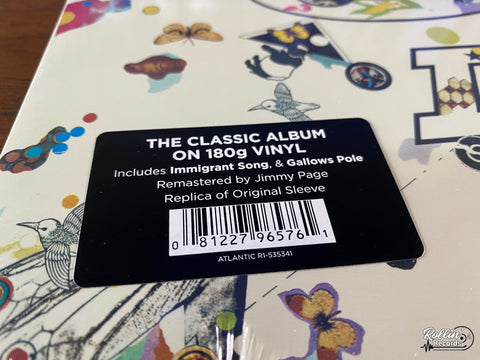 THE CLASSIC ALBUM
ON 180g VINYL
Includes Immigrant Song, & Gallows Pole
Remastered by Jimmy Page
Replica of Original Sleeve
0 81227 96576 1
ATLANTIC R1-535341
Rollin'
Records